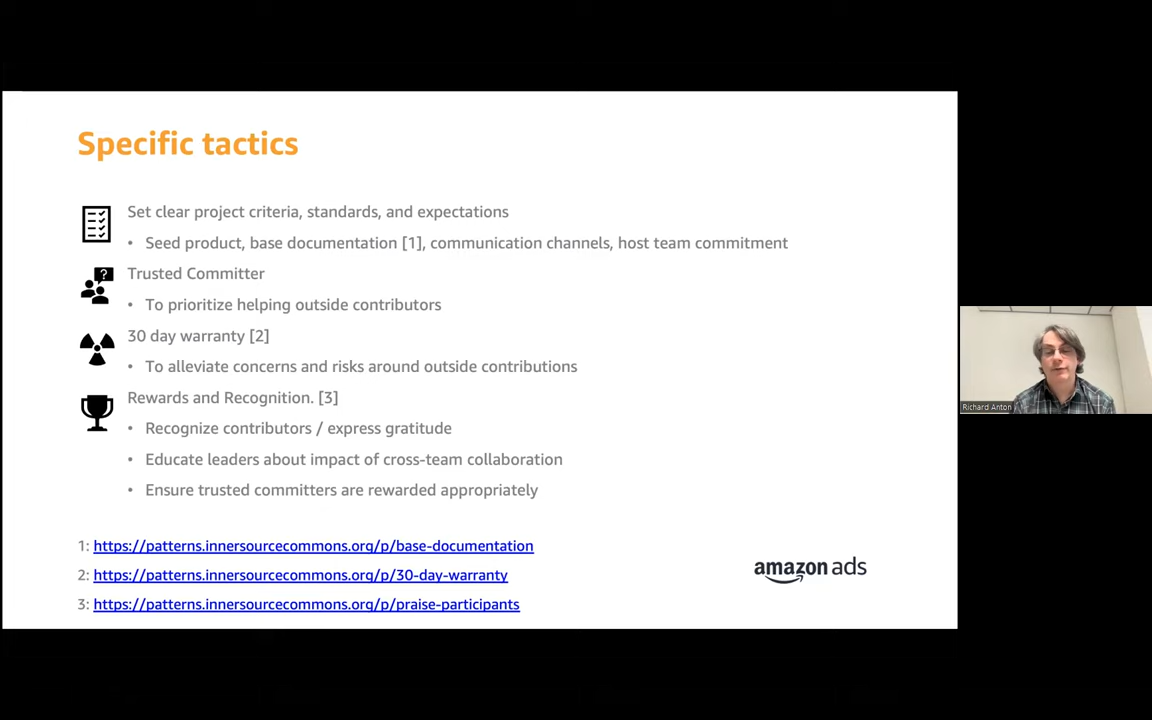 Specific tactics
Set clear project criteria, standards, and expectations
• Seed product, base documentation [1], communication channels, host team commitment
?
Trusted Committer
• To prioritize helping outside contributors
30 day warranty [2]
• To alleviate concerns and risks around outside contributions
Rewards and Recognition. [3]
• Recognize contributors / express gratitude
• Educate leaders about impact of cross-team collaboration
• Ensure trusted committers are rewarded appropriately
1: https://patterns.innersourcecommons.org/p/base-documentation
2: https://patterns.innersourcecommons.org/p/30-day-warranty
3: https://patterns.innersourcecommons.org/p/praise-participants
amazon ads
Richard Anton